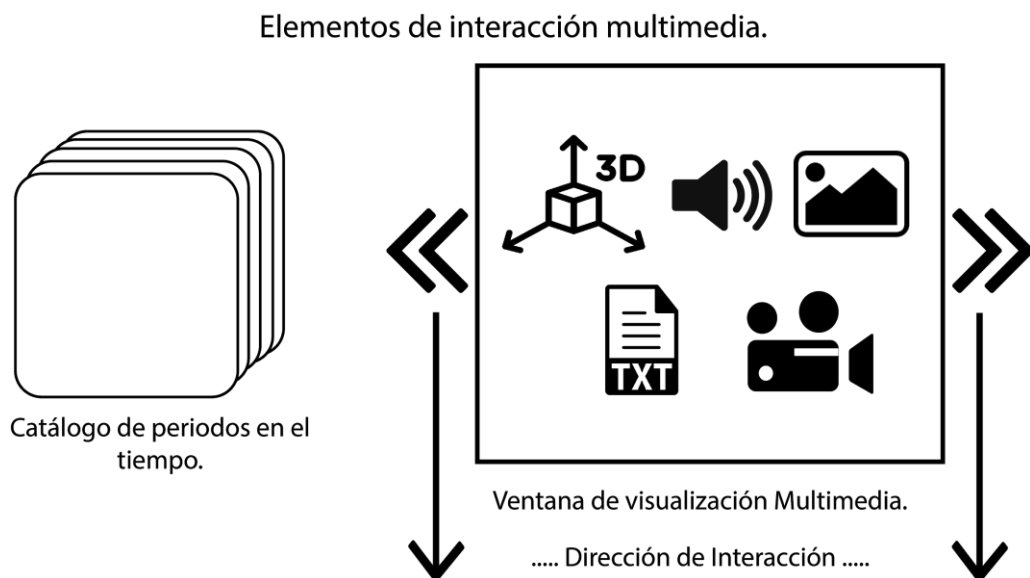 Elementos de interacción multimedia.
3D
TXT
Catálogo de periodos en el
tiempo.
Ventana de visualización Multimedia.
..... Dirección de Interacción .....